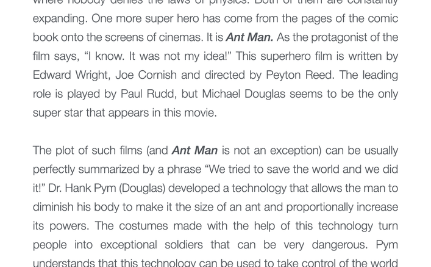 where nobody denies the laws of physics. Both of them are constantly
expanding. One more super hero has come from the pages of the comic
book onto the screens of cinemas. It is Ant Man. As the protagonist of the
film says, “I know. It was not my idea!” This superhero film is written by
Edward Wright, Joe Cornish and directed by Peyton Reed. The leading
role is played by Paul Rudd, but Michael Douglas seems to be the only
super star that appears in this movie.
The plot of such films (and Ant Man is not an exception) can be usually
perfectly summarized by a phrase “We tried to save the world and we did
it!” Dr. Hank Pym (Douglas) developed a technology that allows the man to
diminish his body to make it the size of an ant and proportionally increase
its powers. The costumes made with the help of this technology turn
people into exceptional soldiers that can be very dangerous. Pym
understands that this technology can be used to take control of the world